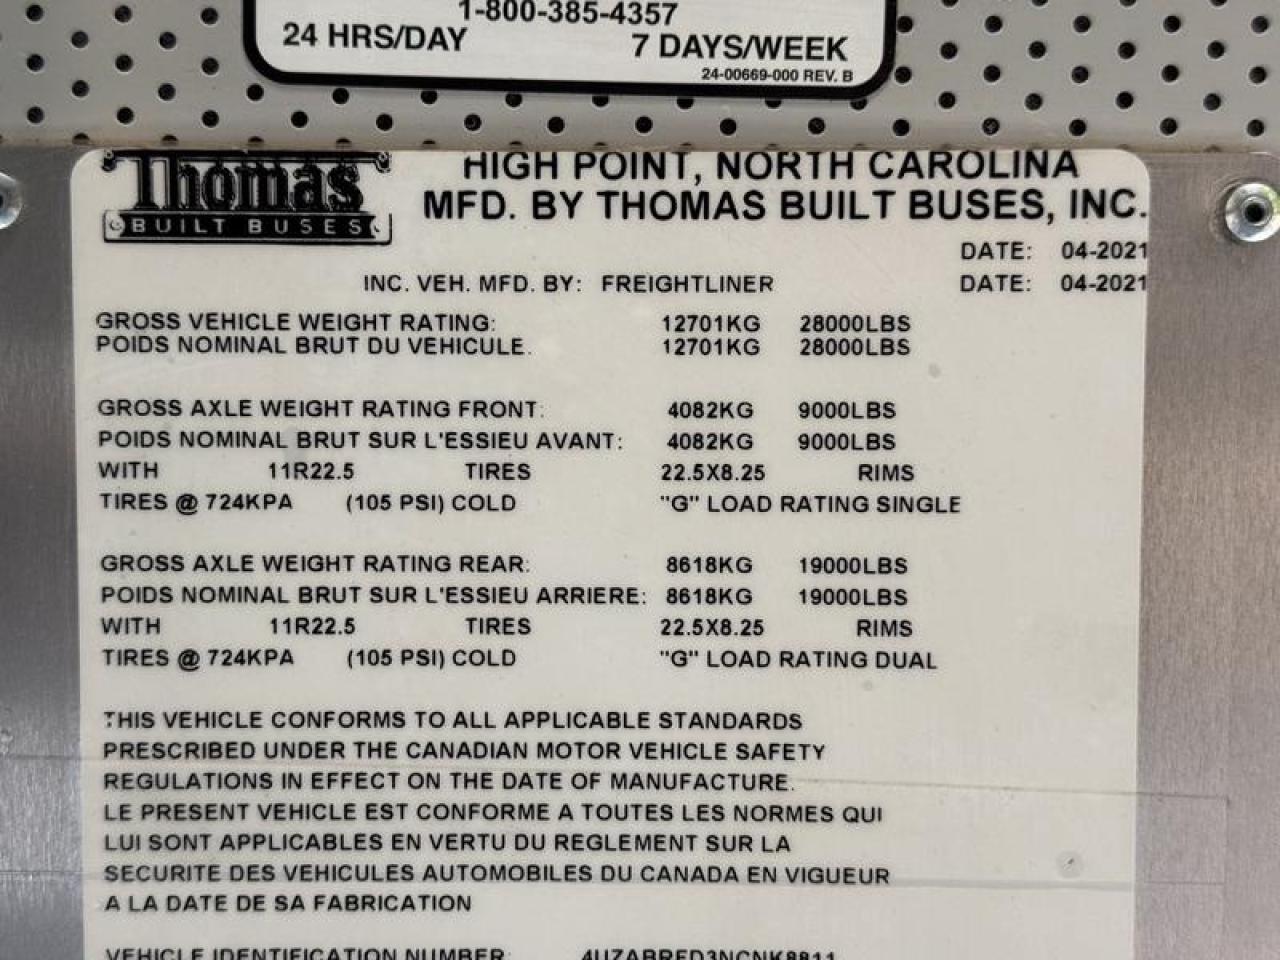 1-800-385-4357
24 HRS/DAY 7 DAYS/WEEK
24-00669-000 REV. B
Thomas
BUILT BUSES
HIGH POINT, NORTH CAROLINA
MFD. BY THOMAS BUILT BUSES, INC.
DATE: 04-2021
INC. VEH. MFD. BY: FREIGHTLINER DATE: 04-2021
GROSS VEHICLE WEIGHT RATING: 12701KG 28000LBS
POIDS NOMINAL BRUT DU VEHICULE. 12701KG 28000LBS
GROSS AXLE WEIGHT RATING FRONT: 4082KG 9000LBS
POIDS NOMINAL BRUT SUR L'ESSIEU AVANT: 4082KG 9000LBS
WITH 11R22.5 TIRES 22.5X8.25 RIMS
TIRES @ 724KPA (105 PSI) COLD "G" LOAD RATING SINGLE
GROSS AXLE WEIGHT RATING REAR: 8618KG 19000LBS
POIDS NOMINAL BRUT SUR L'ESSIEU ARRIERE: 8618KG 19000LBS
WITH 11R22.5 TIRES 22.5X8.25 RIMS
TIRES @ 724KPA (105 PSI) COLD "G" LOAD RATING DUAL
THIS VEHICLE CONFORMS TO ALL APPLICABLE STANDARDS
PRESCRIBED UNDER THE CANADIAN MOTOR VEHICLE SAFETY
REGULATIONS IN EFFECT ON THE DATE OF MANUFACTURE.
LE PRESENT VEHICLE EST CONFORME A TOUTES LES NORMES QUI
LUI SONT APPLICABLES EN VERTU DU REGLEMENT SUR LA
SECURITE DES VEHICULES AUTOMOBILES DU CANADA EN VIGUEUR
A LA DATE DE SA FABRICATION
VEHICLE IDENTIFICATION NUMBER: